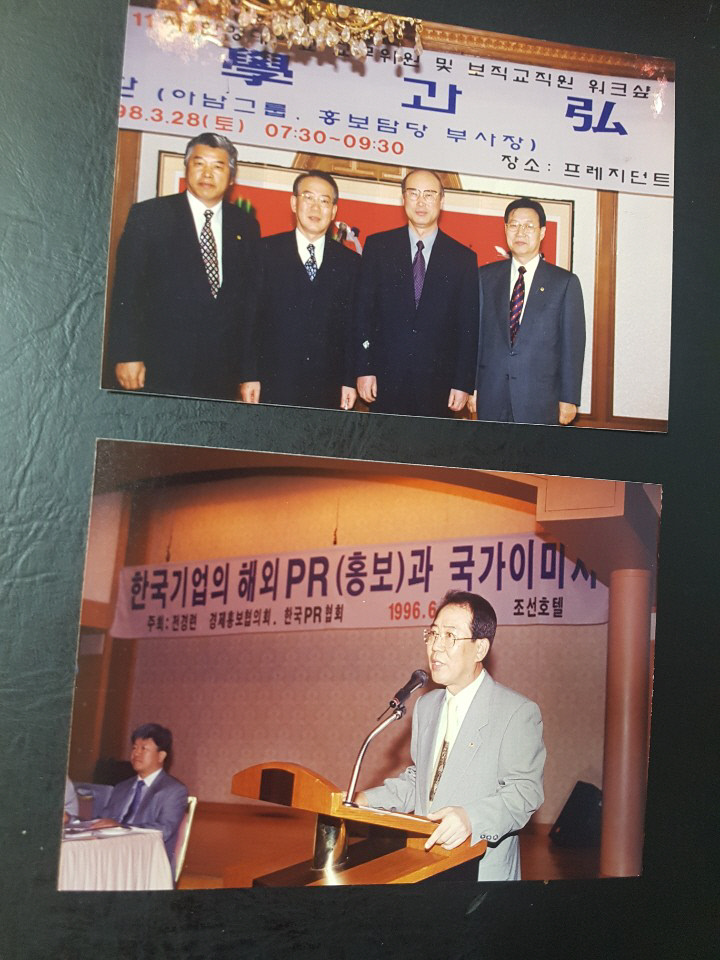 위원 및 보직교직원 워크샾
學 과 弘
(아남그룹. 홍보담당 부사장)
98.3.28(토) 07:30~09:30
장소: 프레지던트
한국기업의 해외 PR(홍보)과 국가이미지
주최: 전경련 경제홍보협의회. 한국PR협회 1996.6 조선호텔